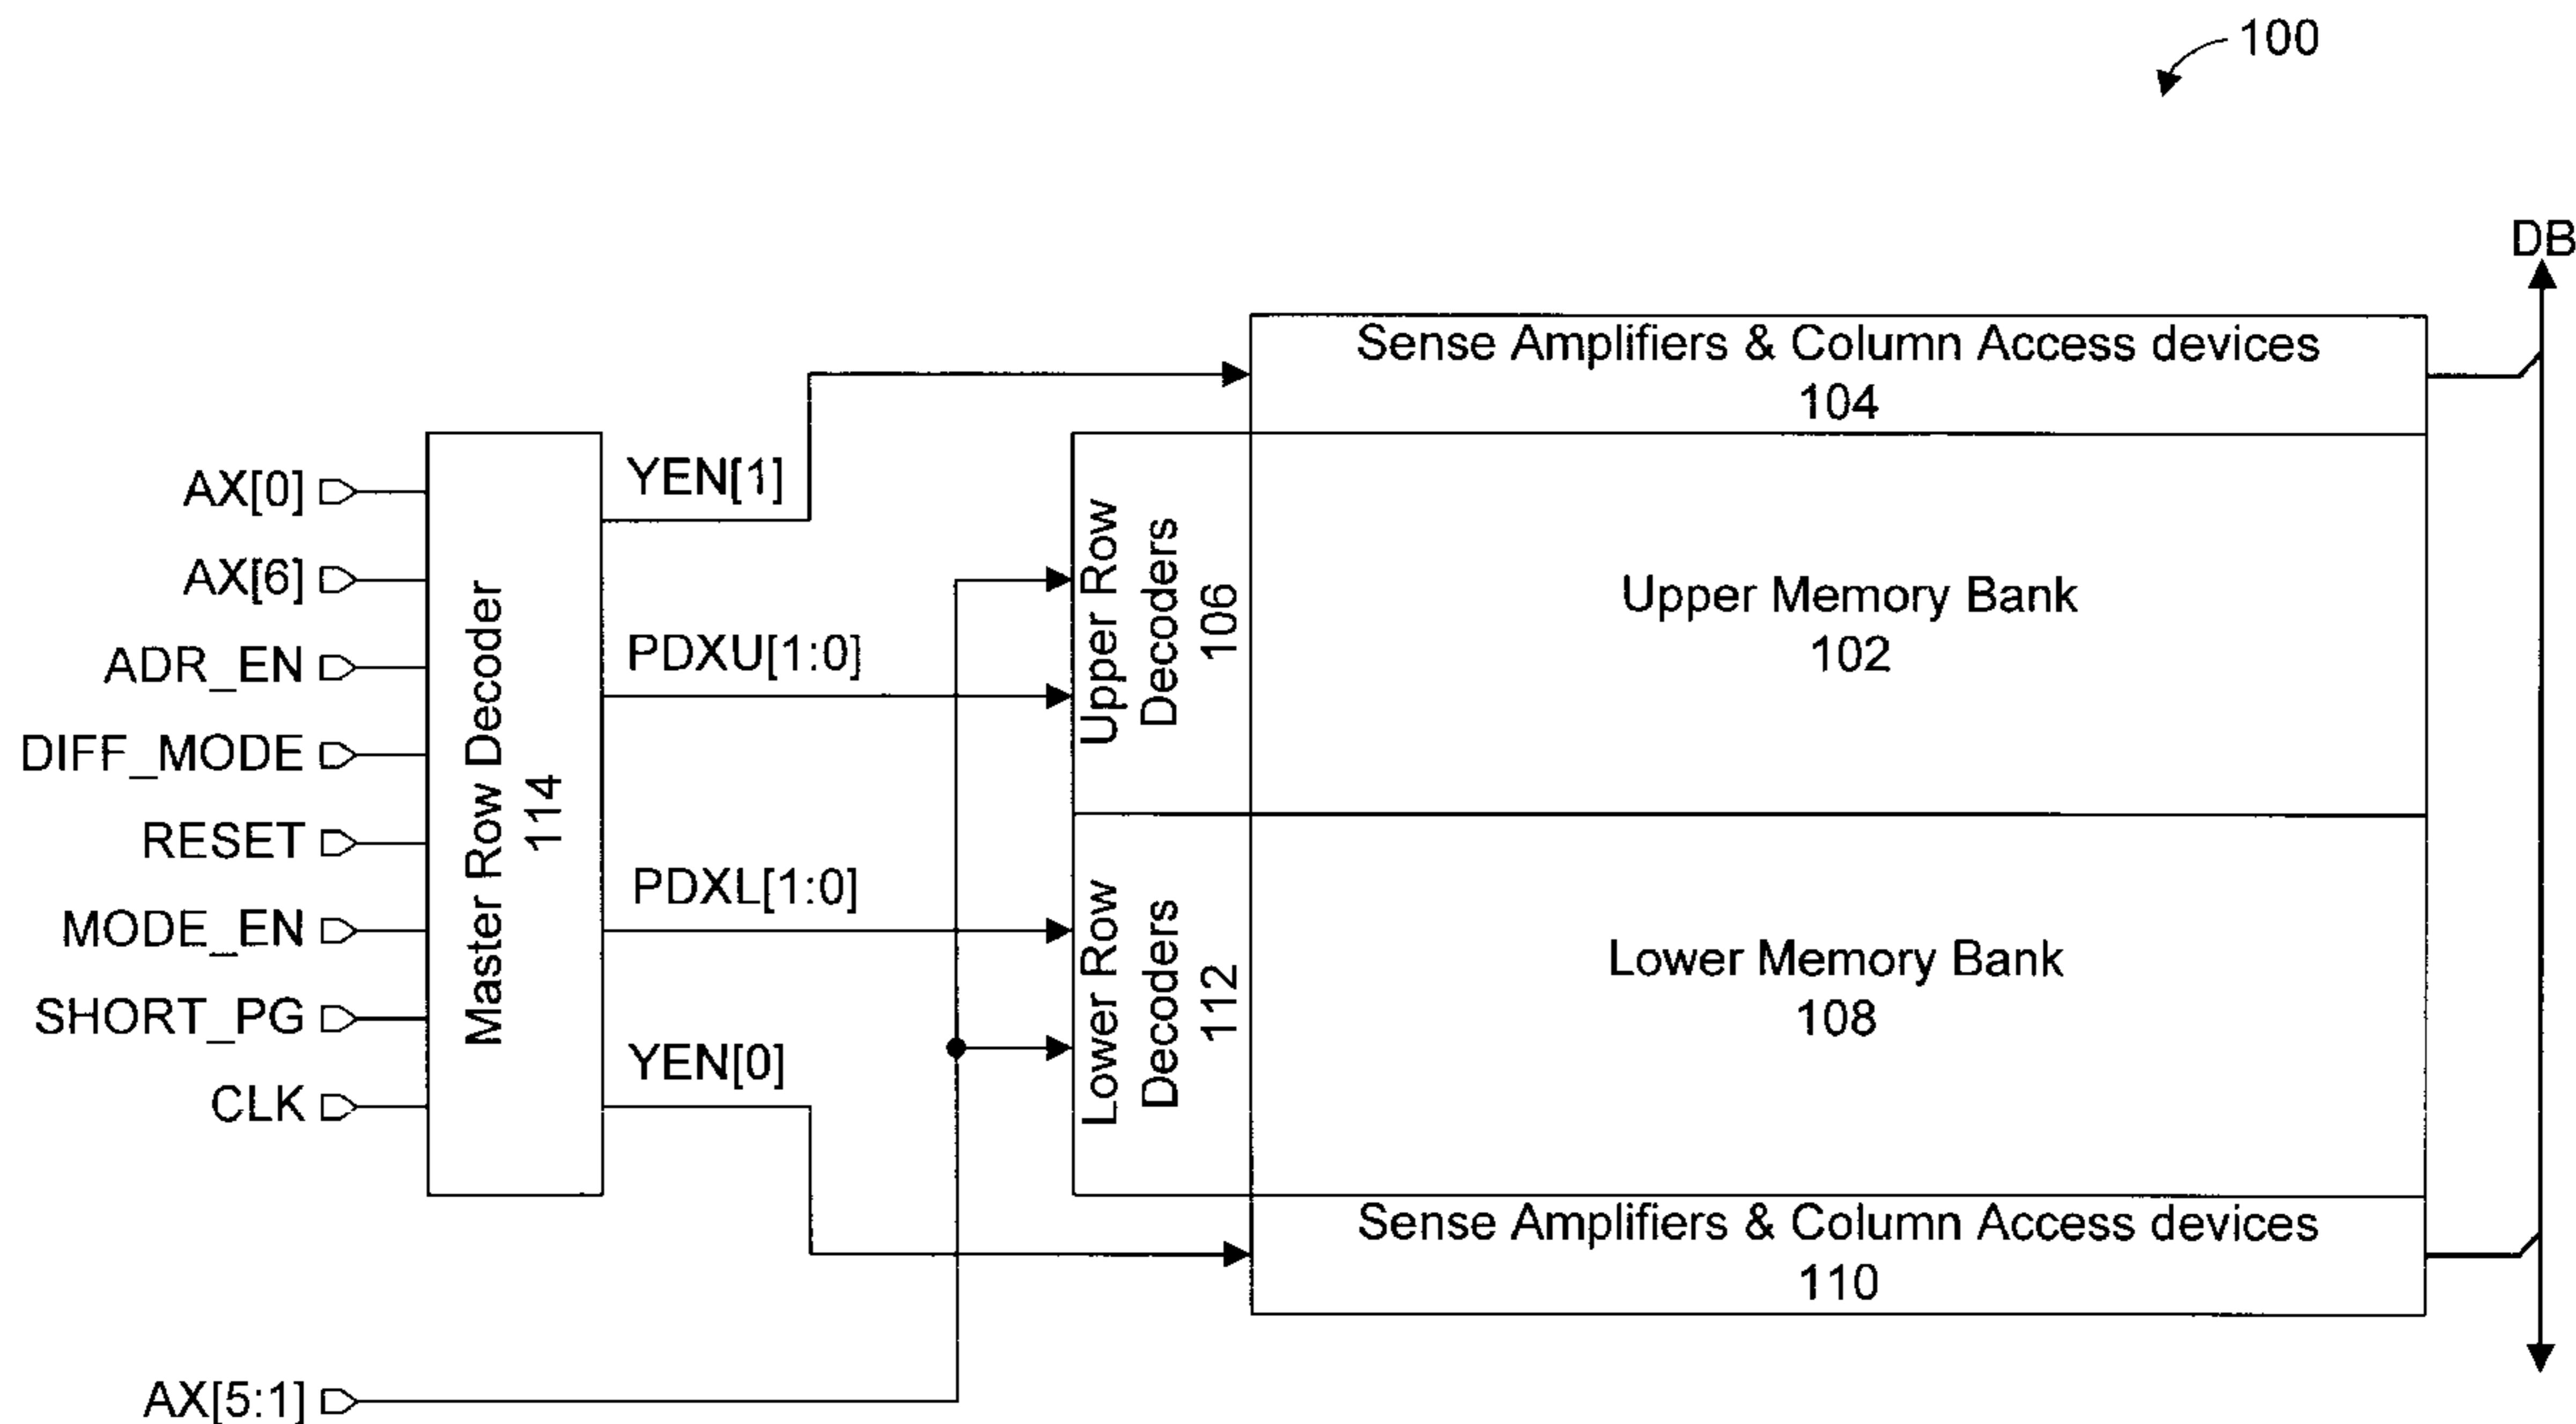 100
DB
Sense Amplifiers & Column Access devices
104
AX[0]
AX[6]
ADR_EN
DIFF_MODE
RESET
MODE_EN
SHORT_PG
CLK
AX[5:1]
Master Row Decoder
114
YEN[1]
PDXU[1:0]
PDXL[1:0]
YEN[0]
Upper Row
Decoders
106
Upper Memory Bank
102
Lower Row
Decoders
112
Lower Memory Bank
108
Sense Amplifiers & Column Access devices
110